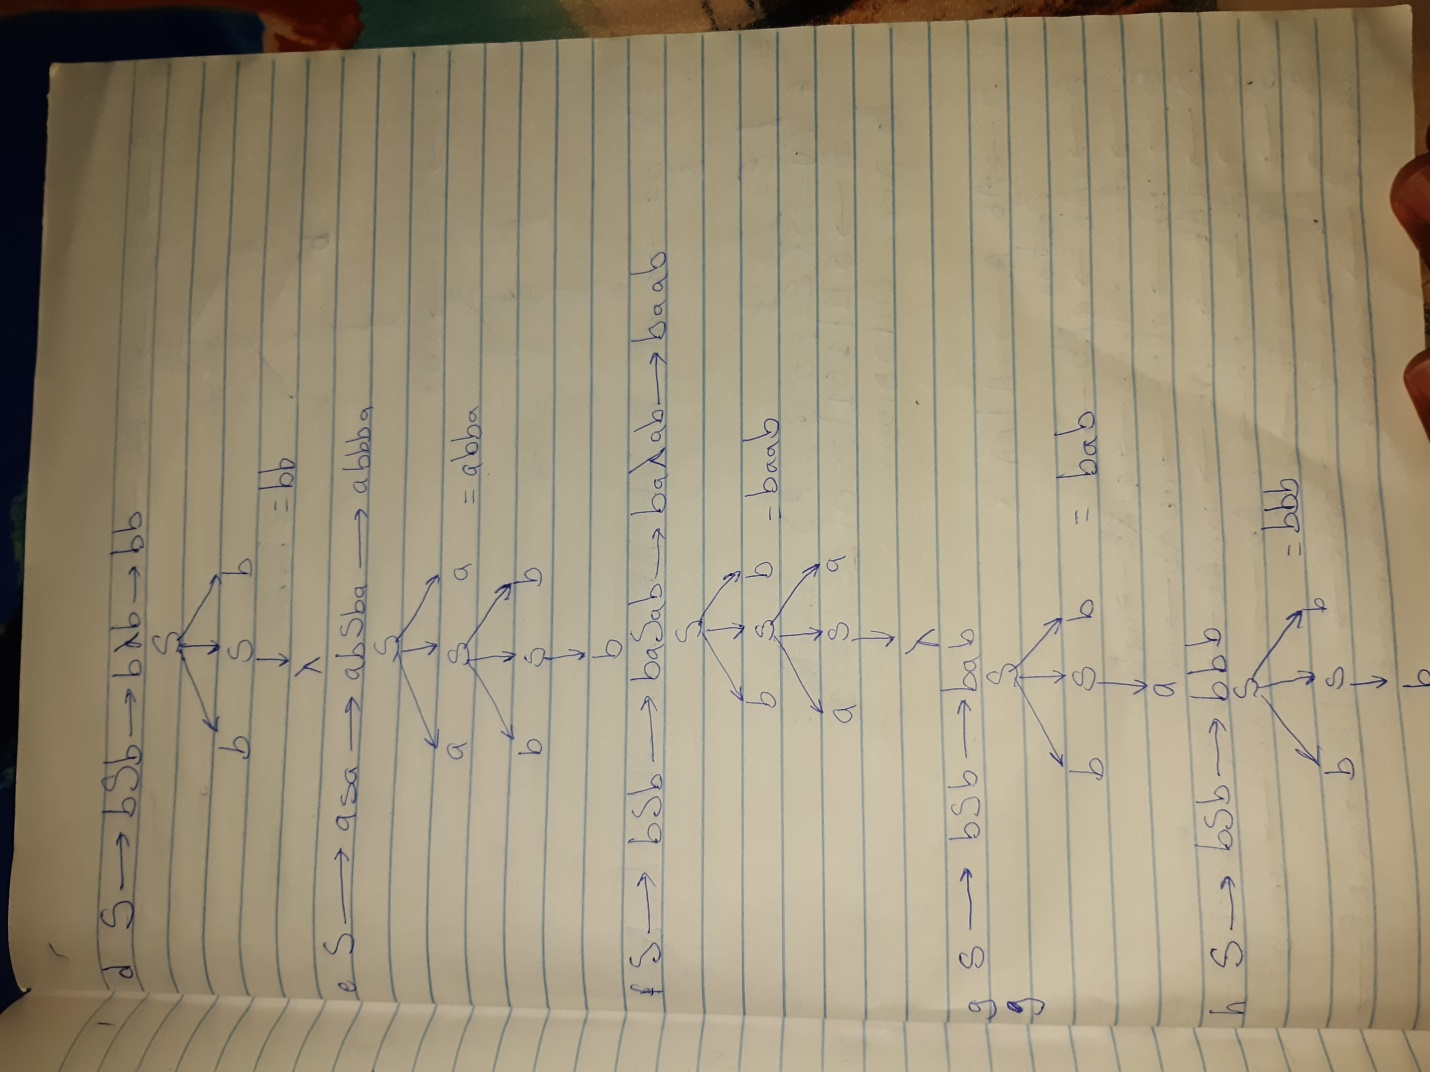 d S → bSb → bλb → bb
S
b S b
λ = bb
e S → asa → abSba → abbba
S
a S a = abba
b S b
b
f S → bSb → baSab → baλab → baab
S
b S b = baab
a S a
λ
g S → bSb → bab
g S
b S b = bab
a
h S → bSb → bbb
S
b S b = bbb
b